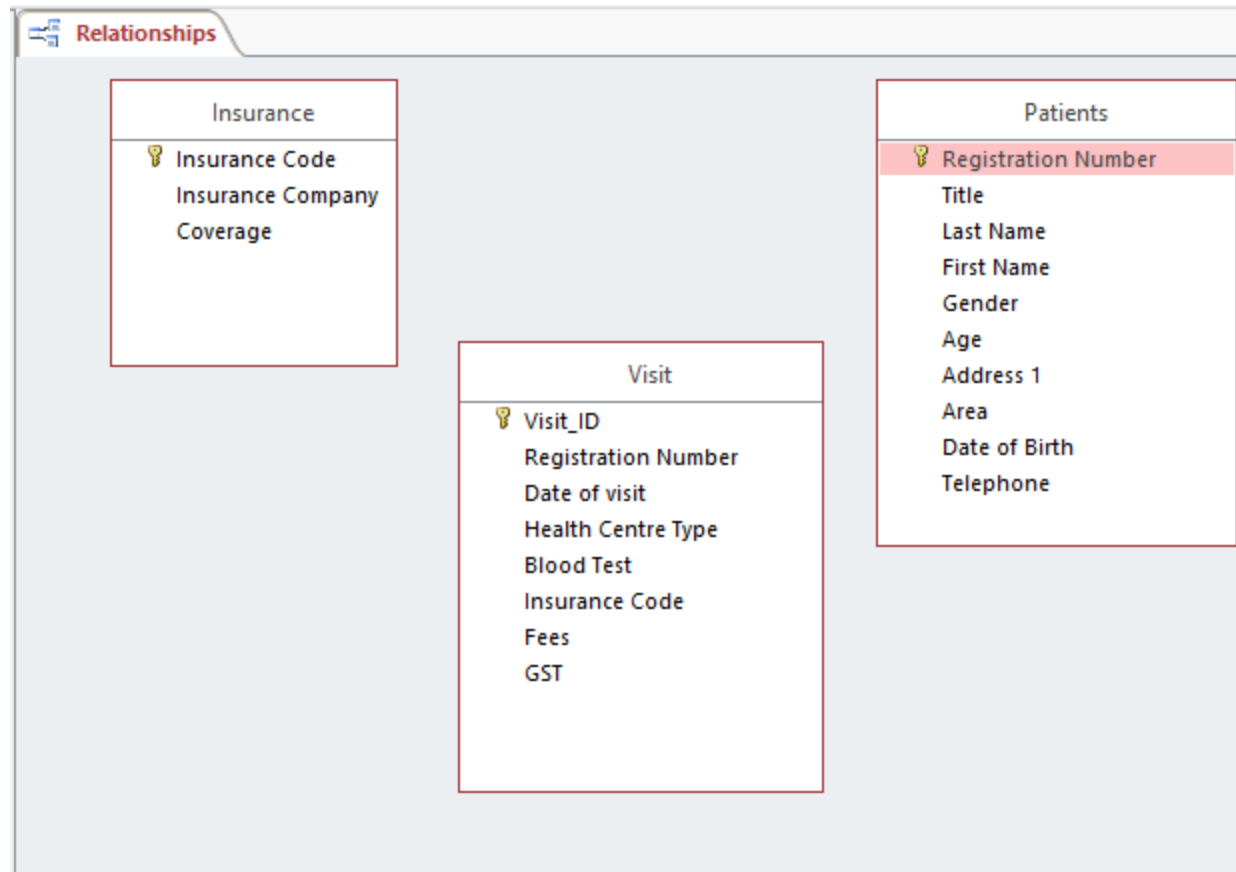 Relationships
Insurance
Insurance Code
Insurance Company
Coverage
Patients
Registration Number
Title
Last Name
First Name
Gender
Age
Address 1
Area
Date of Birth
Telephone
Visit
Visit_ID
Registration Number
Date of visit
Health Centre Type
Blood Test
Insurance Code
Fees
GST